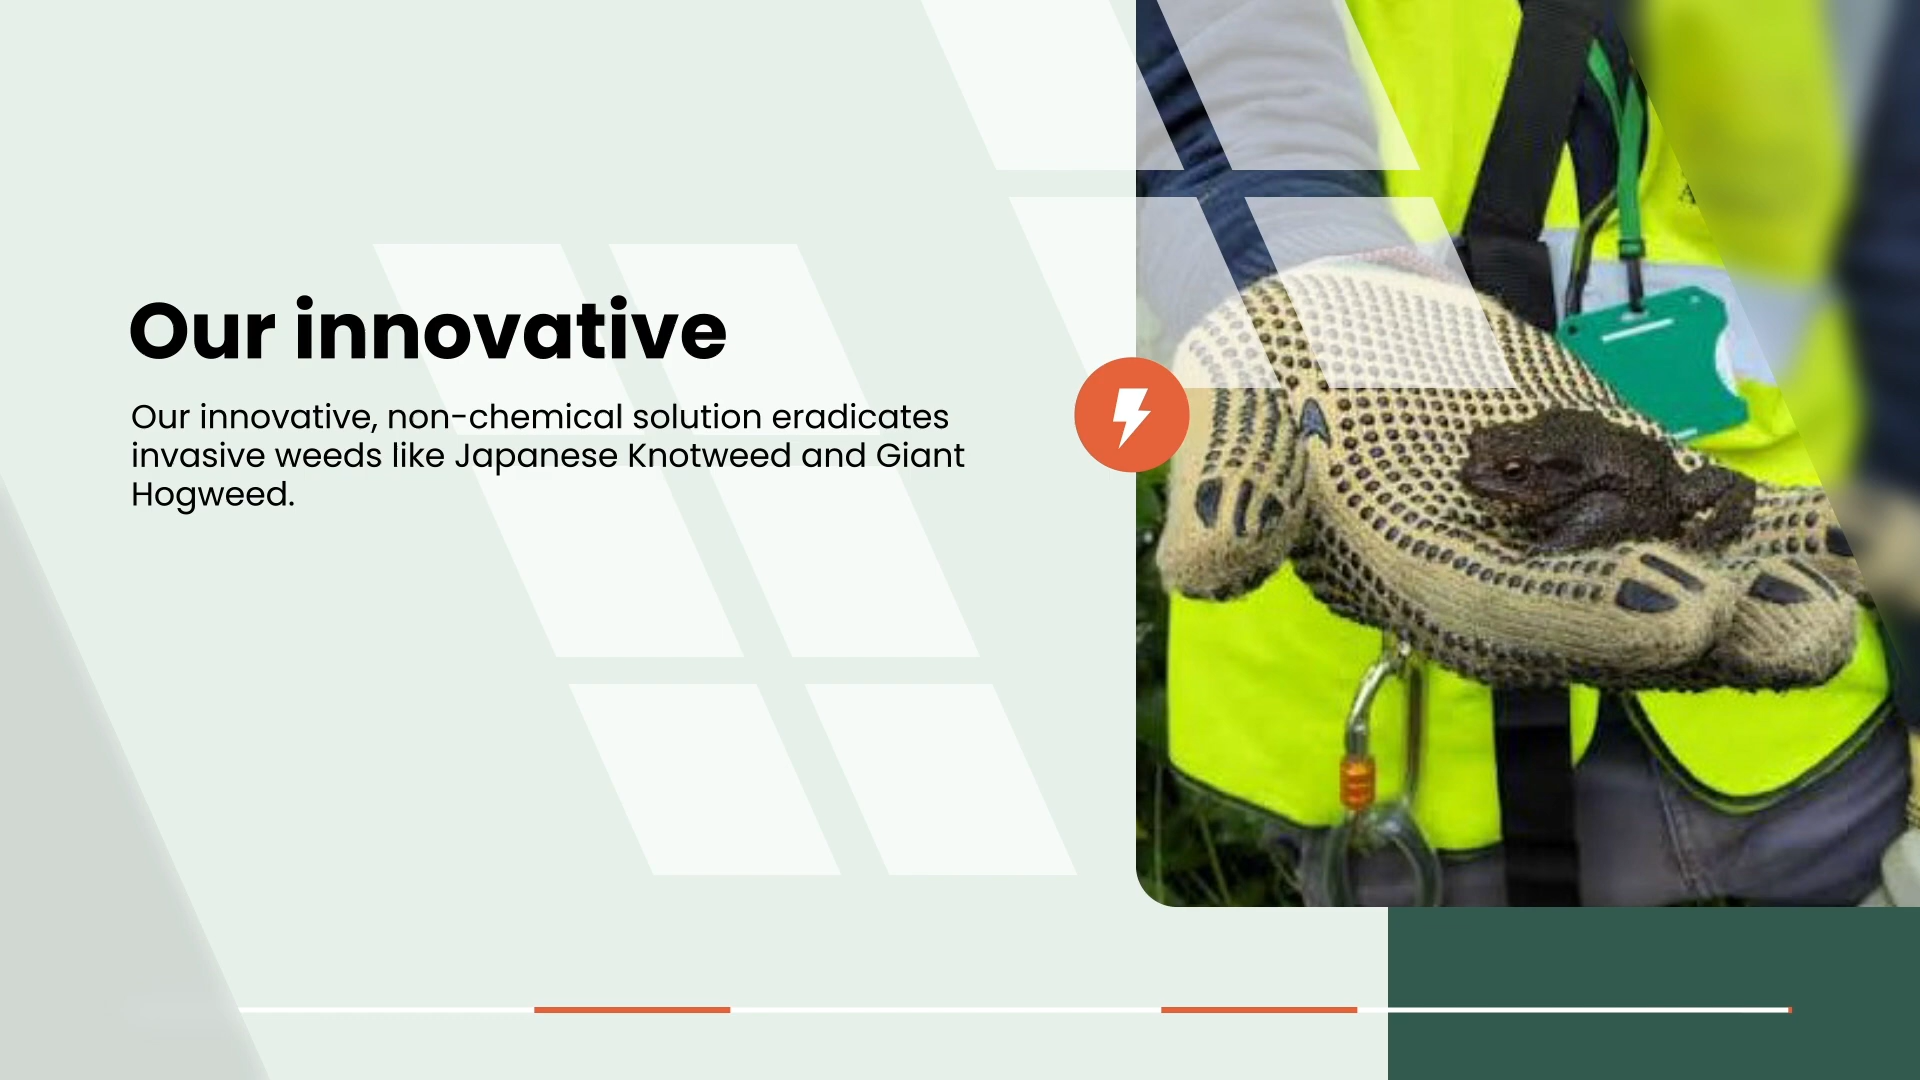 Our innovative
Our innovative, non-chemical solution eradicates
invasive weeds like Japanese Knotweed and Giant
Hogweed.